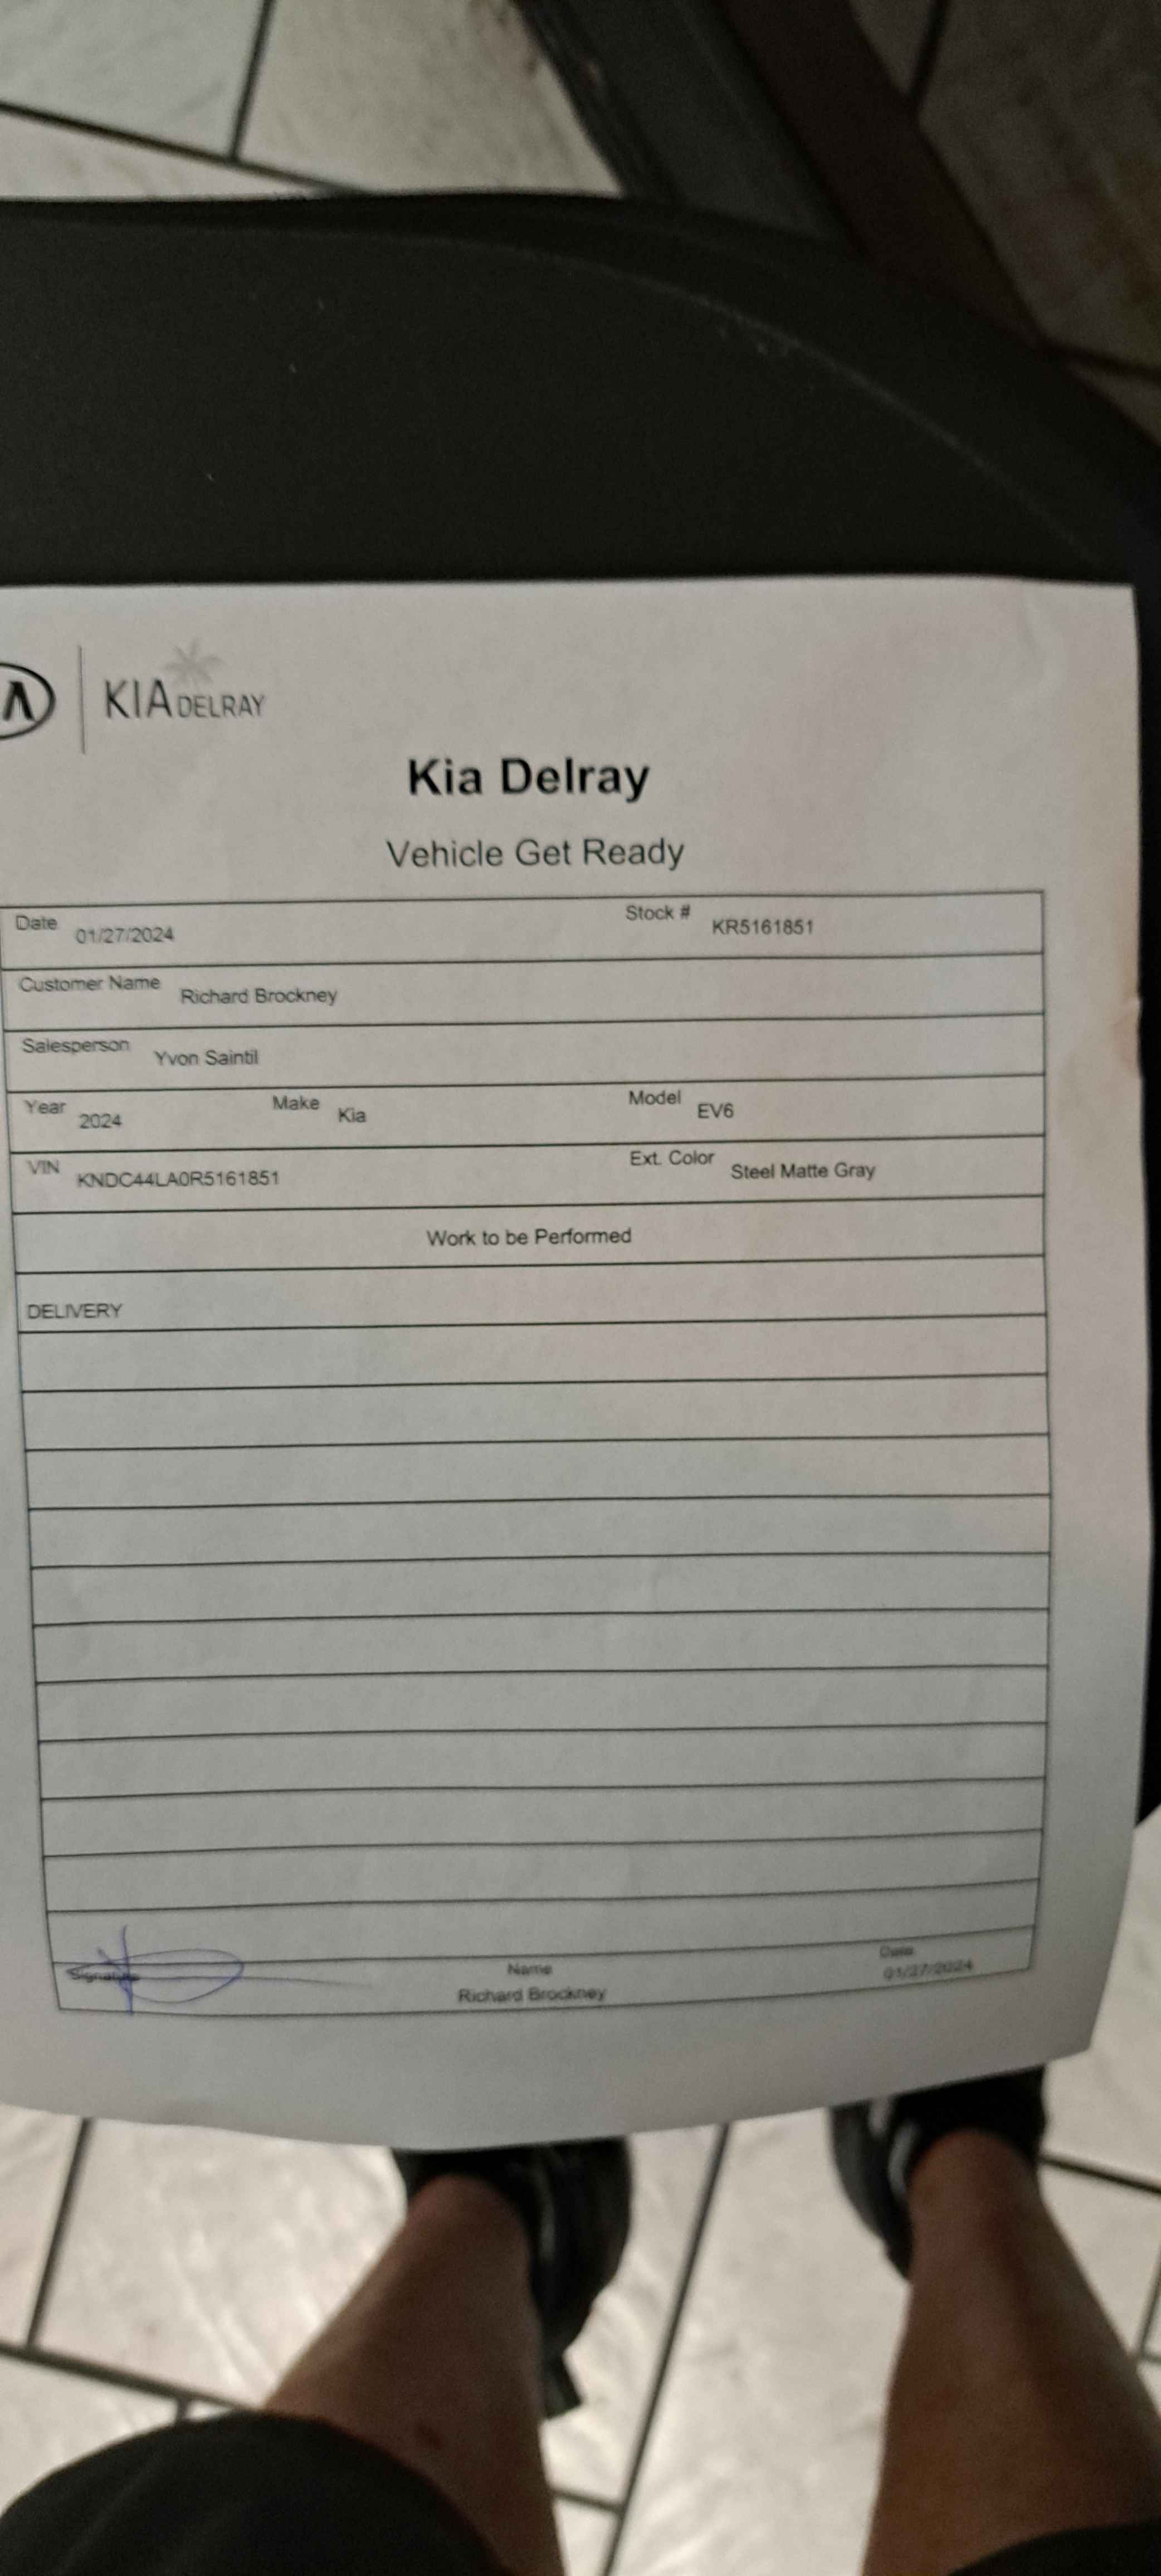 KIA DELRAY
Kia Delray
Vehicle Get Ready
Date 01/27/2024 Stock # KR5161851
Customer Name Richard Brockney
Salesperson Yvon Saintil
Year 2024 Make Kia Model EV6
VIN KNDC44LA0R5161851 Ext. Color Steel Matte Gray
Work to be Performed
DELIVERY
Signature Name Date
Richard Brockney 01/27/2024